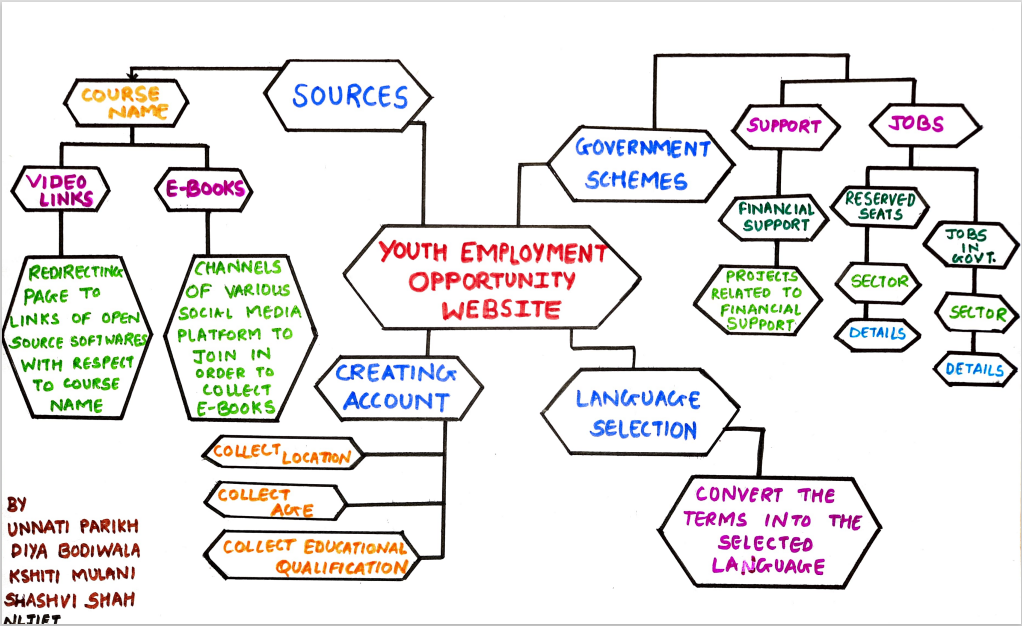 SOURCES
COURSE
NAME
VIDEO
LINKS
E-BOOKS
REDIRECTING
PAGE TO
LINKS OF OPEN
SOURCE SOFTWARES
WITH RESPECT
TO COURSE
NAME
CHANNELS
OF VARIOUS
SOCIAL MEDIA
PLATFORM TO
JOIN IN
ORDER TO
COLLECT
E-BOOKS
GOVERNMENT
SCHEMES
SUPPORT
JOBS
FINANCIAL
SUPPORT
PROJECTS
RELATED TO
FINANCIAL
SUPPORT.
RESERVED
SEATS
SECTOR
DETAILS
JOBS
IN
GOVT.
SECTOR
DETAILS
YOUTH EMPLOYMENT
OPPORTUNITY
WEBSITE
CREATING
ACCOUNT
COLLECT LOCATION
COLLECT
AGE
COLLECT EDUCATIONAL
QUALIFICATION
LANGUAGE
SELECTION
CONVERT THE
TERMS INTO THE
SELECTED
LANGUAGE
BY
UNNATI PARIKH
DIYA BODIWALA
KSHITI MULANI
SHASHVI SHAH